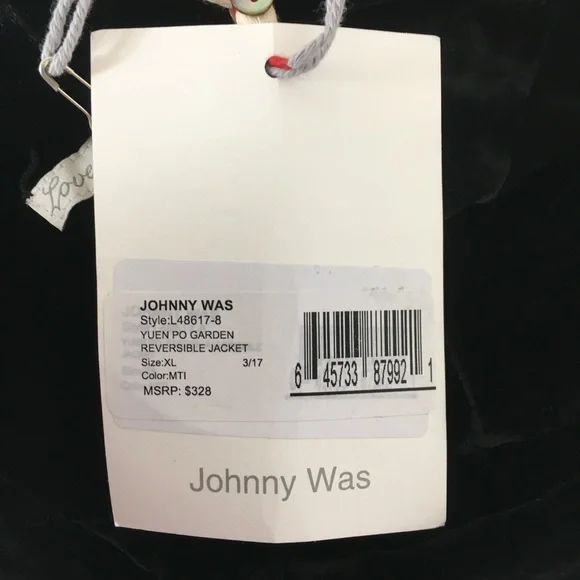 Love
JOHNNY WAS
Style:L48617-8
YUEN PO GARDEN
REVERSIBLE JACKET
Size:XL 3/17
Color:MTI
MSRP: $328
6 45733 87992 1
Johnny Was